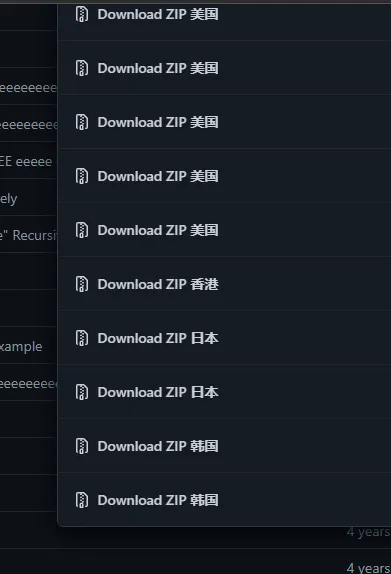 Download ZIP 美国
Download ZIP 美国
Download ZIP 美国
Download ZIP 美国
Download ZIP 美国
Download ZIP 香港
Download ZIP 日本
Download ZIP 日本
Download ZIP 韩国
Download ZIP 韩国
eeeeeeee
eeeeeeee
EE eeeee
ely
e" Recursi
xample
eeeeeeeee
4 years
4 years